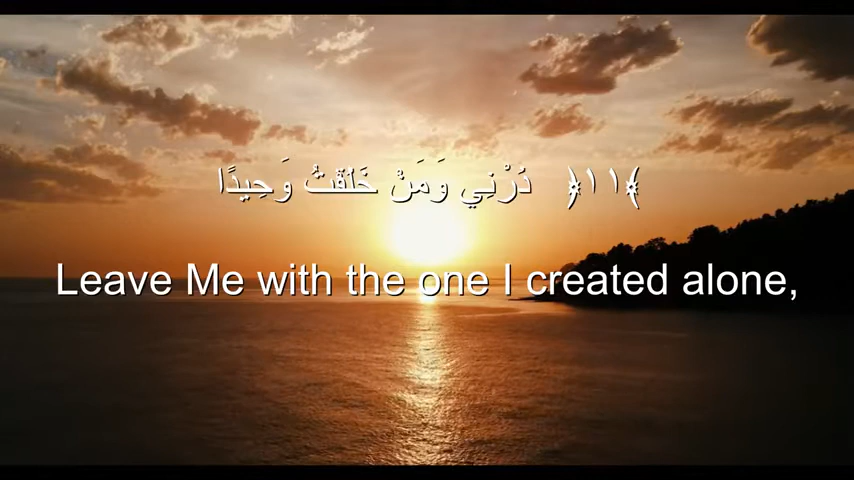 ﴿١١﴾ ذَرْنِي وَمَنْ خَلَقْتُ وَحِيدًا
Leave Me with the one I created alone,